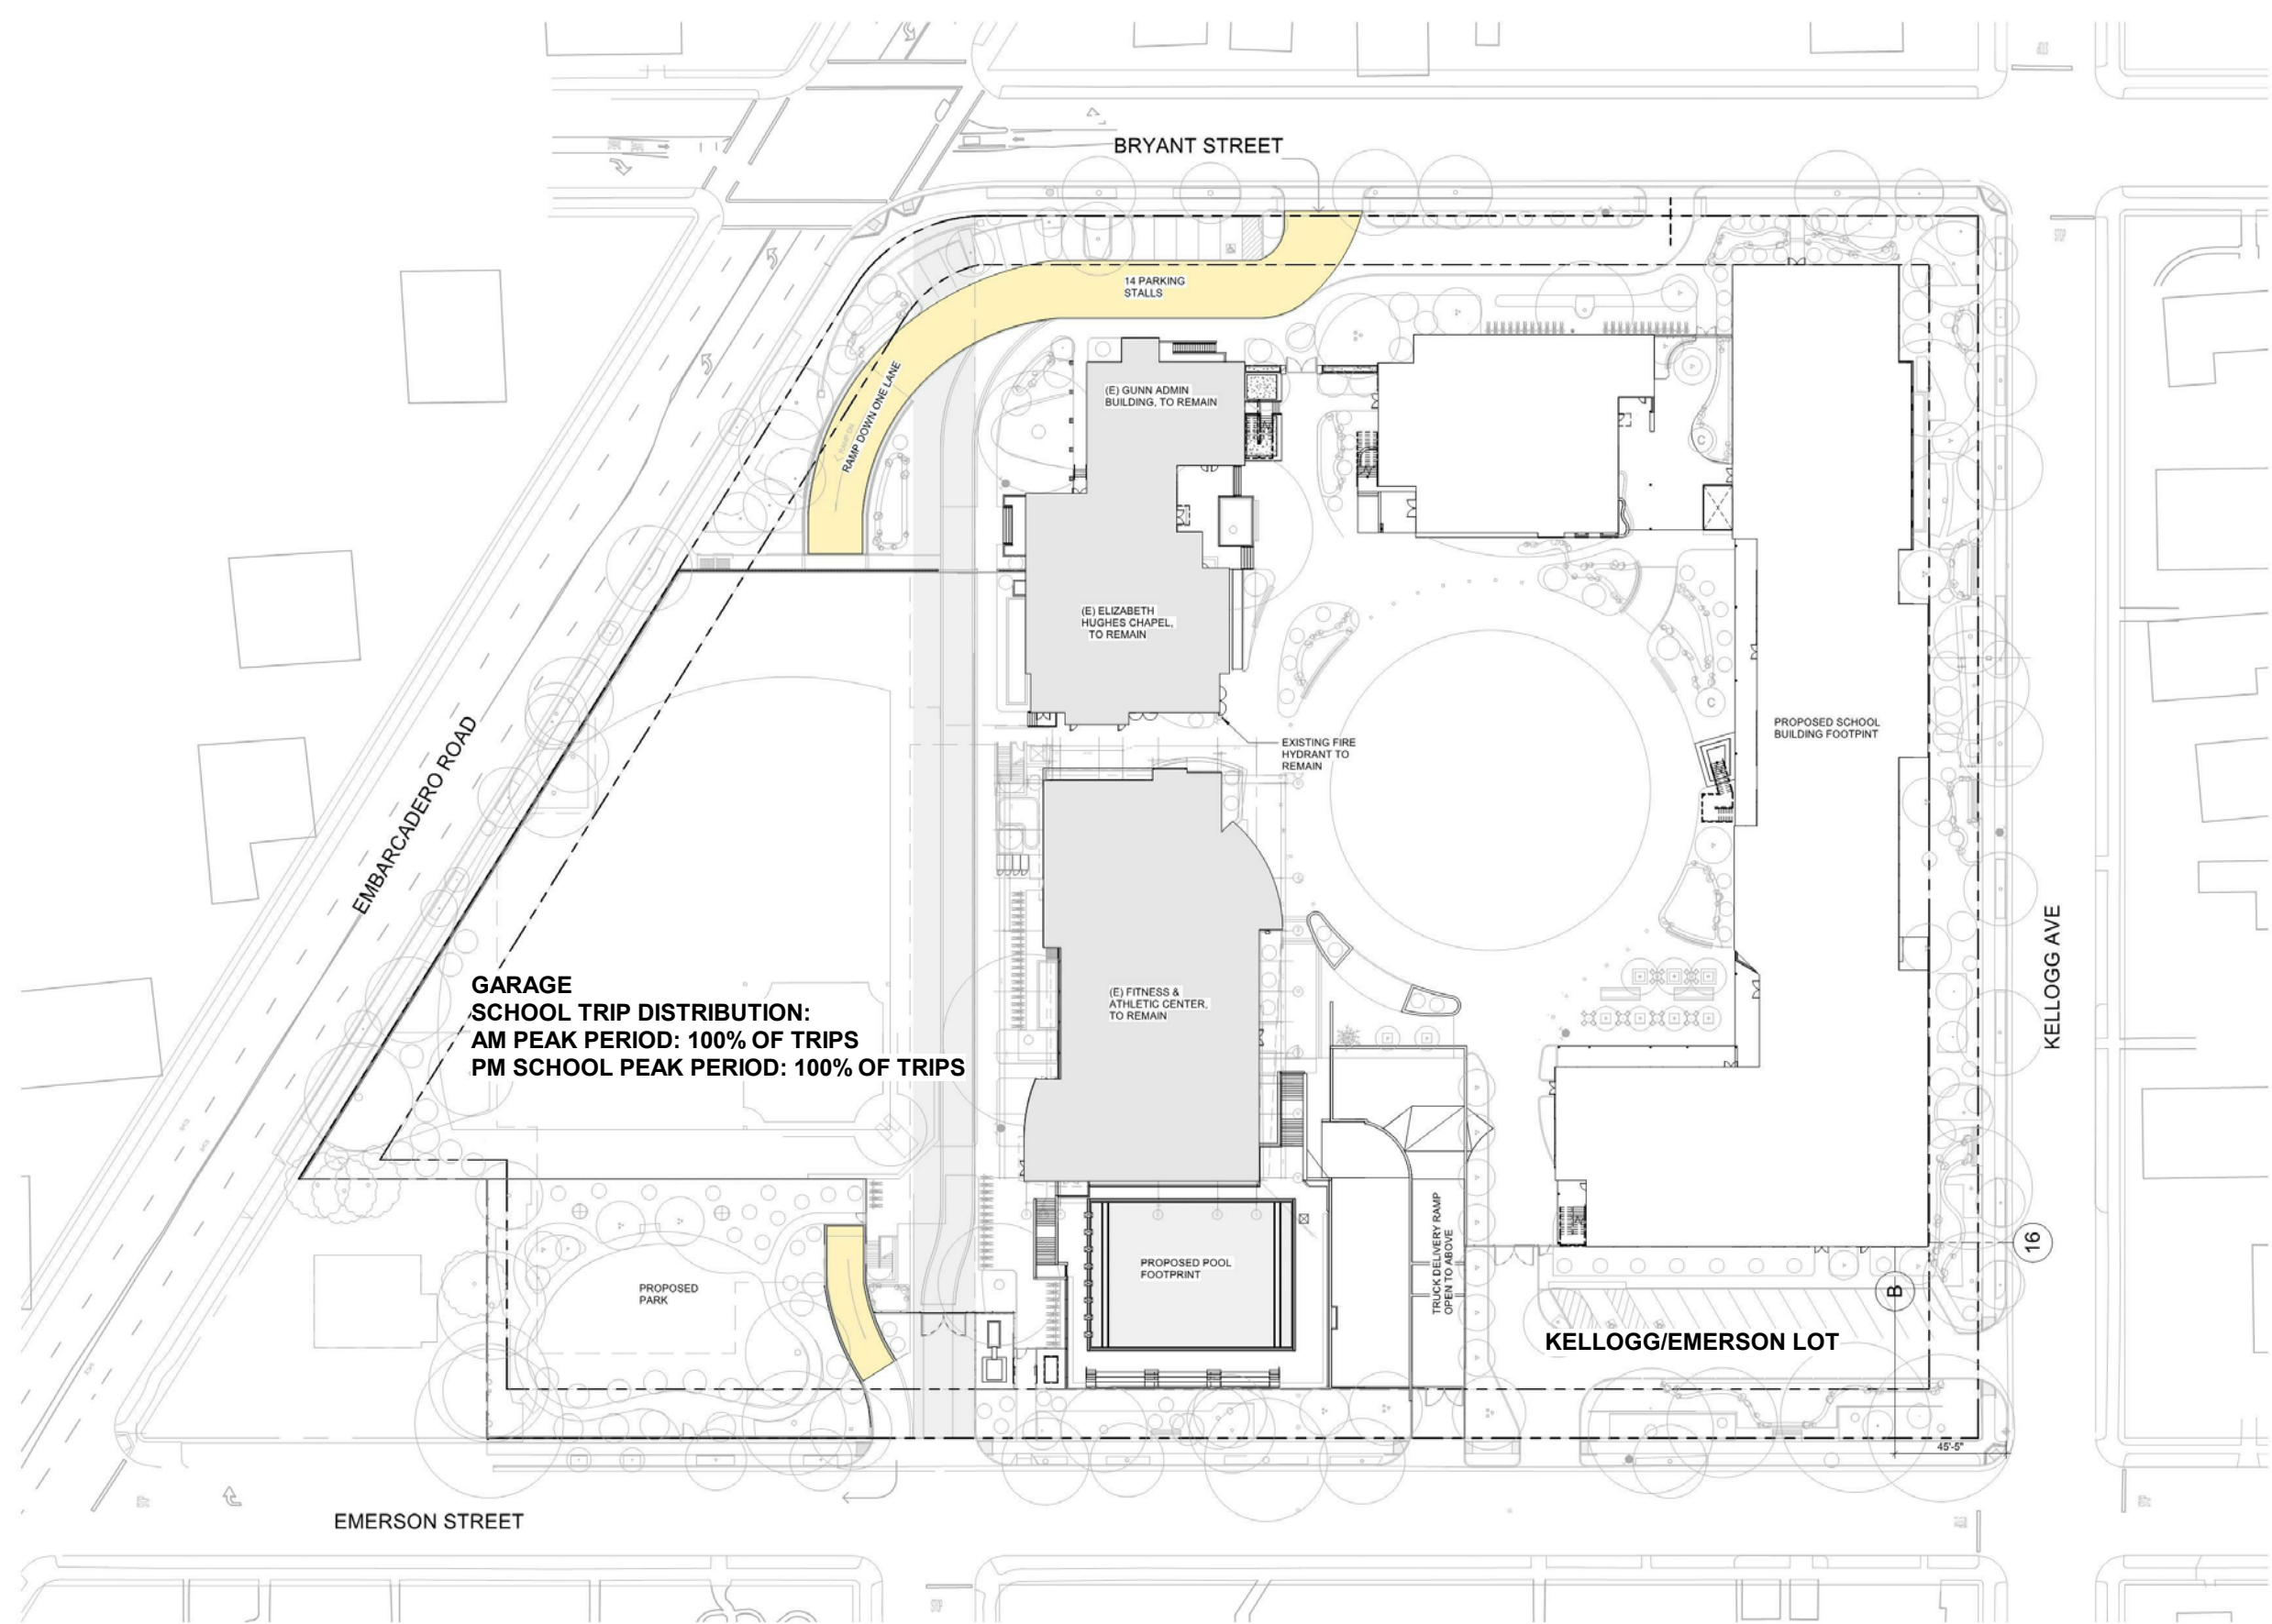 BRYANT STREET
14 PARKING
STALLS
RAMP DOWN ONE LANE
(E) GUNN ADMIN
BUILDING, TO REMAIN
(E) ELIZABETH
HUGHES CHAPEL,
TO REMAIN
EXISTING FIRE
HYDRANT TO
REMAIN
PROPOSED SCHOOL
BUILDING FOOTPINT
EMBARCADERO ROAD
KELLOGG AVE
GARAGE
SCHOOL TRIP DISTRIBUTION:
AM PEAK PERIOD: 100% OF TRIPS
PM SCHOOL PEAK PERIOD: 100% OF TRIPS
(E) FITNESS &
ATHLETIC CENTER,
TO REMAIN
C
C
TRUCK DELIVERY RAMP
OPEN TO ABOVE
PROPOSED POOL
FOOTPRINT
PROPOSED
PARK
16
B
KELLOGG/EMERSON LOT
45'-5"
EMERSON STREET